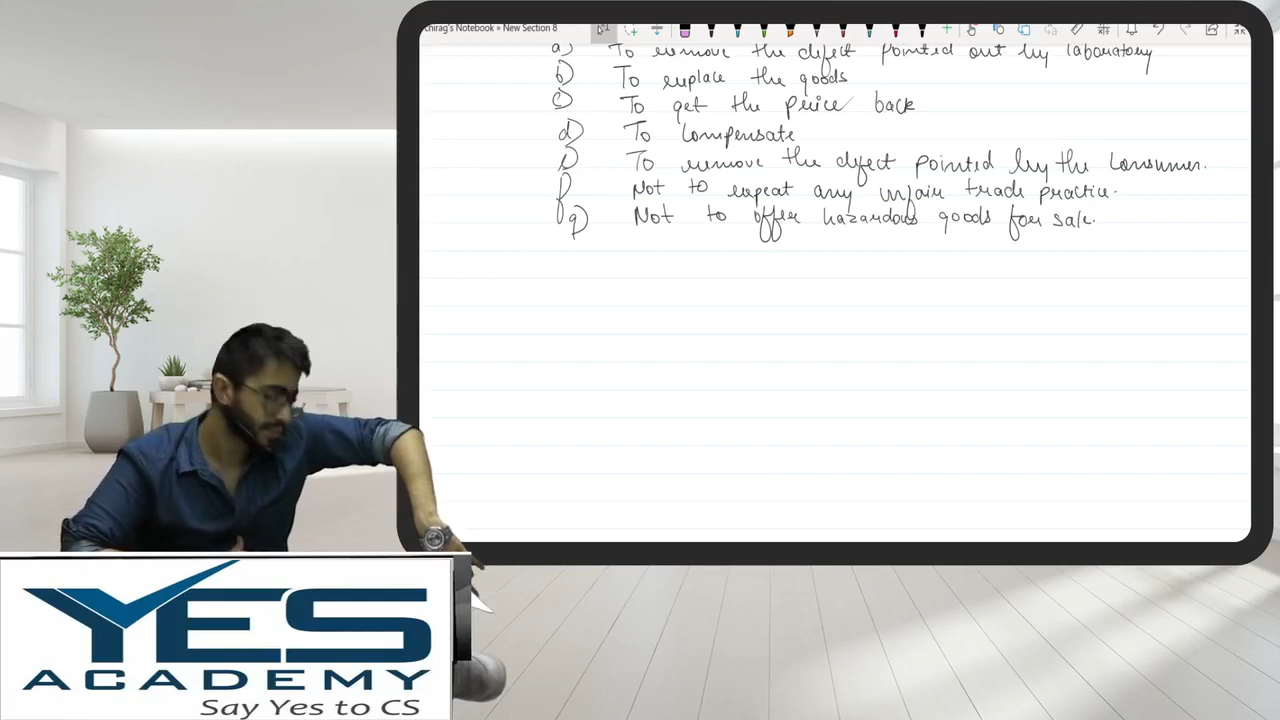 chirag's Notebook » New Section 8
a) To remove the defect pointed out by laboratory
b) To replace the goods
c) To get the price back
d) To compensate
e) To remove the defect pointed by the Consumer.
f) Not to repeat any unfair trade practice.
g) Not to offer hazardous goods for sale.
YES
ACADEMY
Say Yes to CS